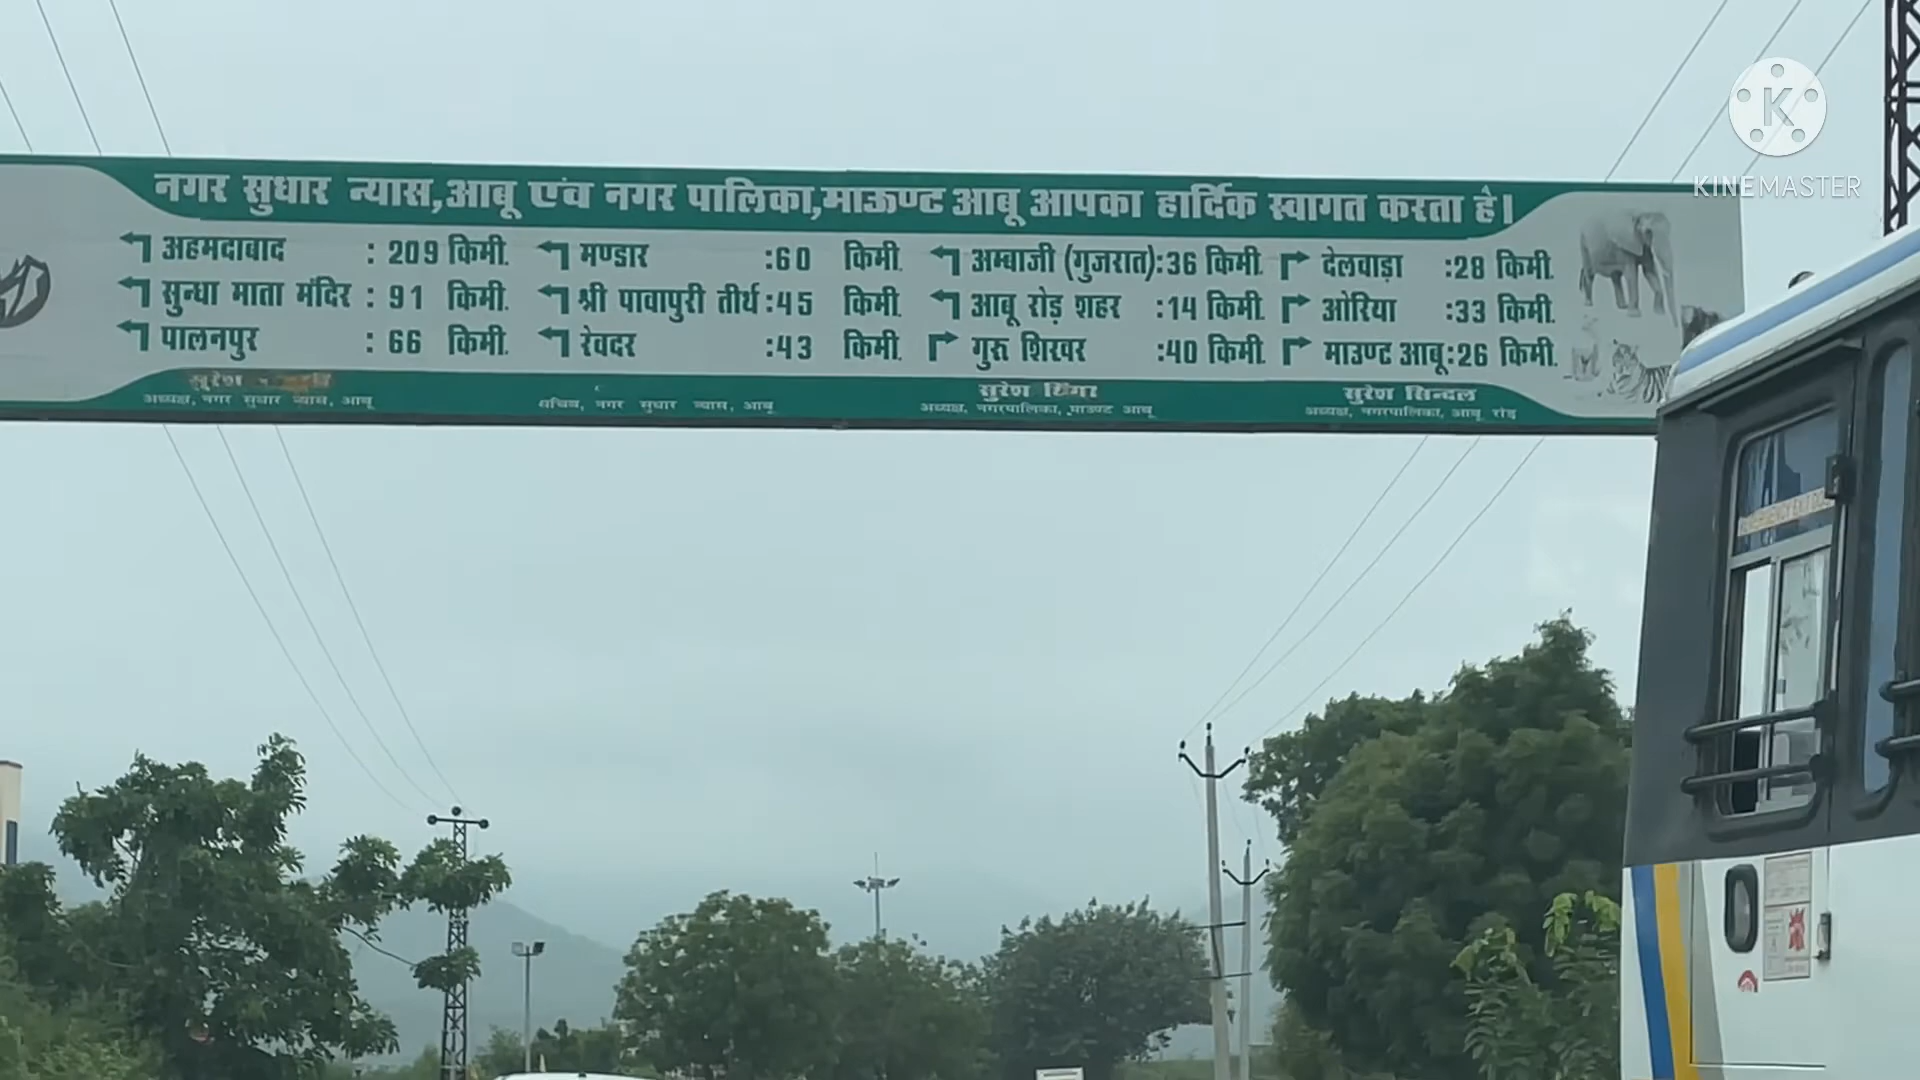 नगर सुधार न्यास,आबू एंव नगर पालिका,माऊण्ट आबू आपका हार्दिक स्वागत करता है।
अहमदाबाद : 209 किमी. मण्डार :60 किमी. अम्बाजी (गुजरात):36 किमी. देलवाड़ा :28 किमी.
सुन्धा माता मंदिर : 91 किमी. श्री पावापुरी तीर्थ :45 किमी. आबू रोड़ शहर :14 किमी. ओरिया :33 किमी.
पालनपुर : 66 किमी. रेवदर :43 किमी. गुरू शिखर :40 किमी. माउण्ट आबू:26 किमी.
सुरेश सुरेश सुरेश सिन्दल
अध्यक्ष, नगर सुधार न्यास, आबू सचिव, नगर सुधार न्यास, आबू अध्यक्ष, नगरपालिका, माउण्ट आबू अध्यक्ष, नगरपालिका, आबू रोड़
KINEMASTER
EMERGENCY EXIT